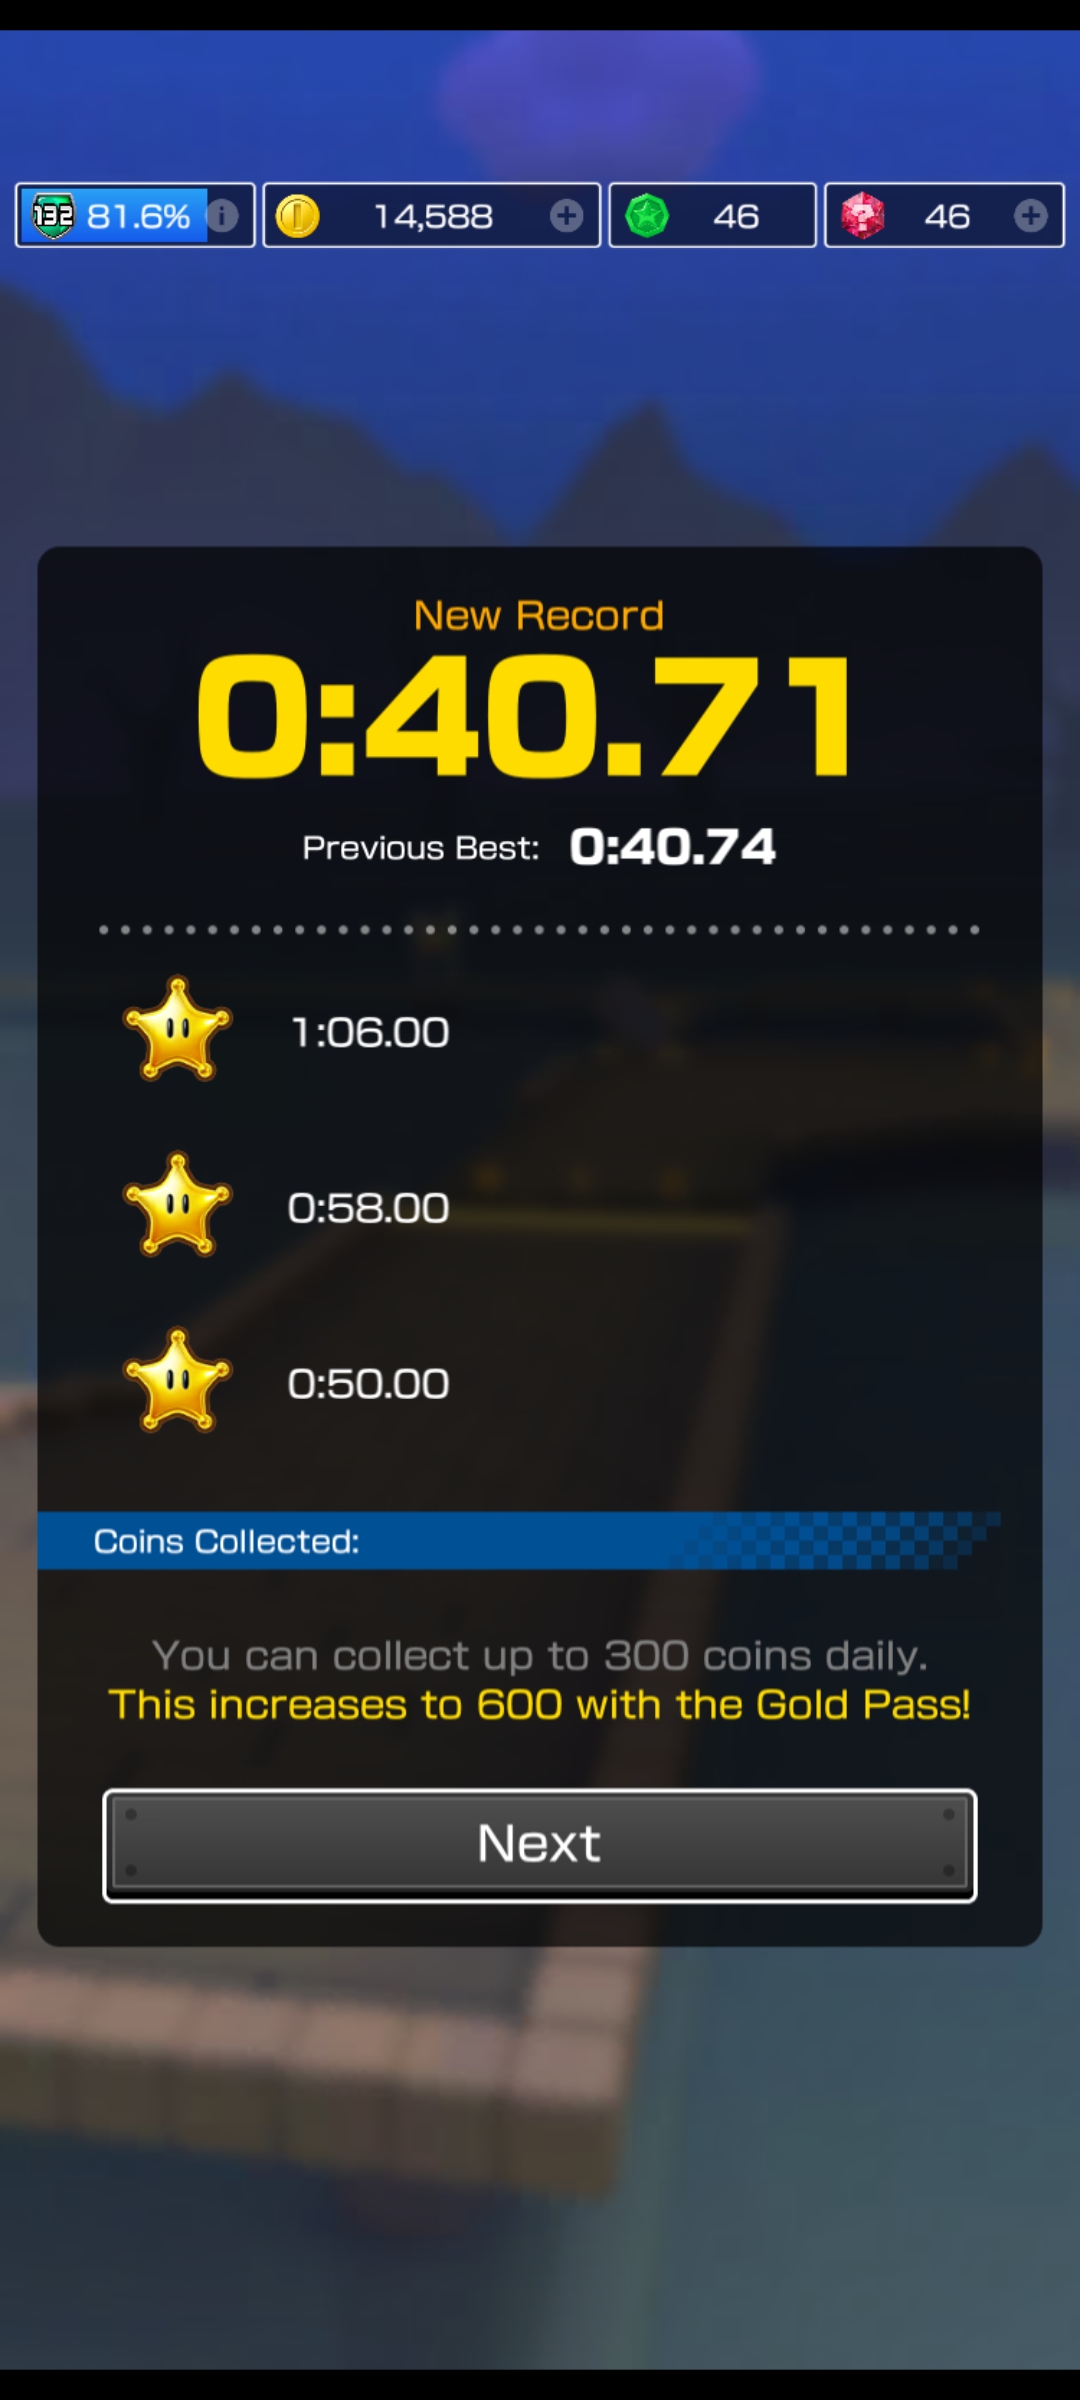 132 81.6% i 14,588 + 46 ? 46 +
New Record
0:40.71
Previous Best: 0:40.74
1:06.00
0:58.00
0:50.00
Coins Collected:
You can collect up to 300 coins daily.
This increases to 600 with the Gold Pass!
Next